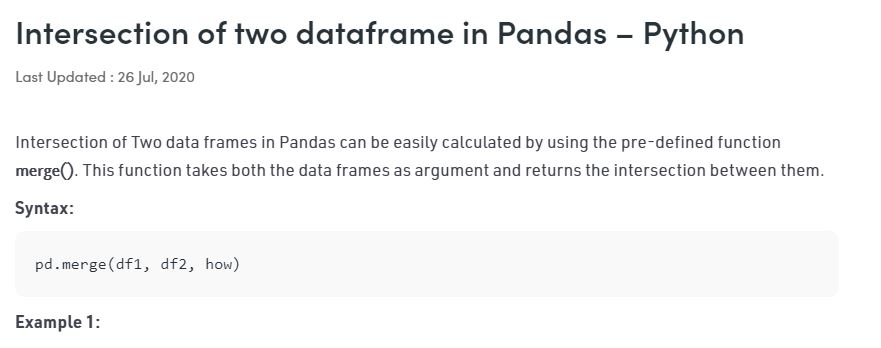 Intersection of two dataframe in Pandas – Python
Last Updated : 26 Jul, 2020
Intersection of Two data frames in Pandas can be easily calculated by using the pre-defined function
merge(). This function takes both the data frames as argument and returns the intersection between them.
Syntax:
pd.merge(df1, df2, how)
Example 1: